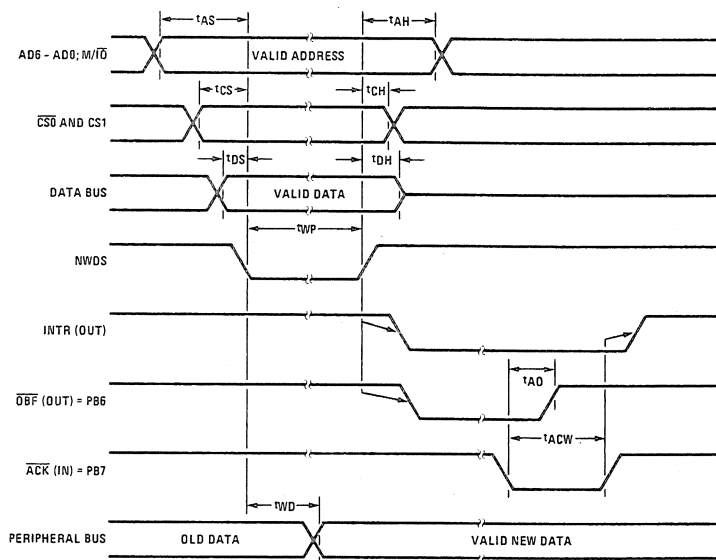 tAS
tAH
AD6 – AD0; M/IO
VALID ADDRESS
tCS
tCH
CS0 AND CS1
tDS
tDH
DATA BUS
VALID DATA
tWP
NWDS
INTR (OUT)
tAO
OBF (OUT) = PB6
tACW
ACK (IN) = PB7
tWD
PERIPHERAL BUS
OLD DATA
VALID NEW DATA